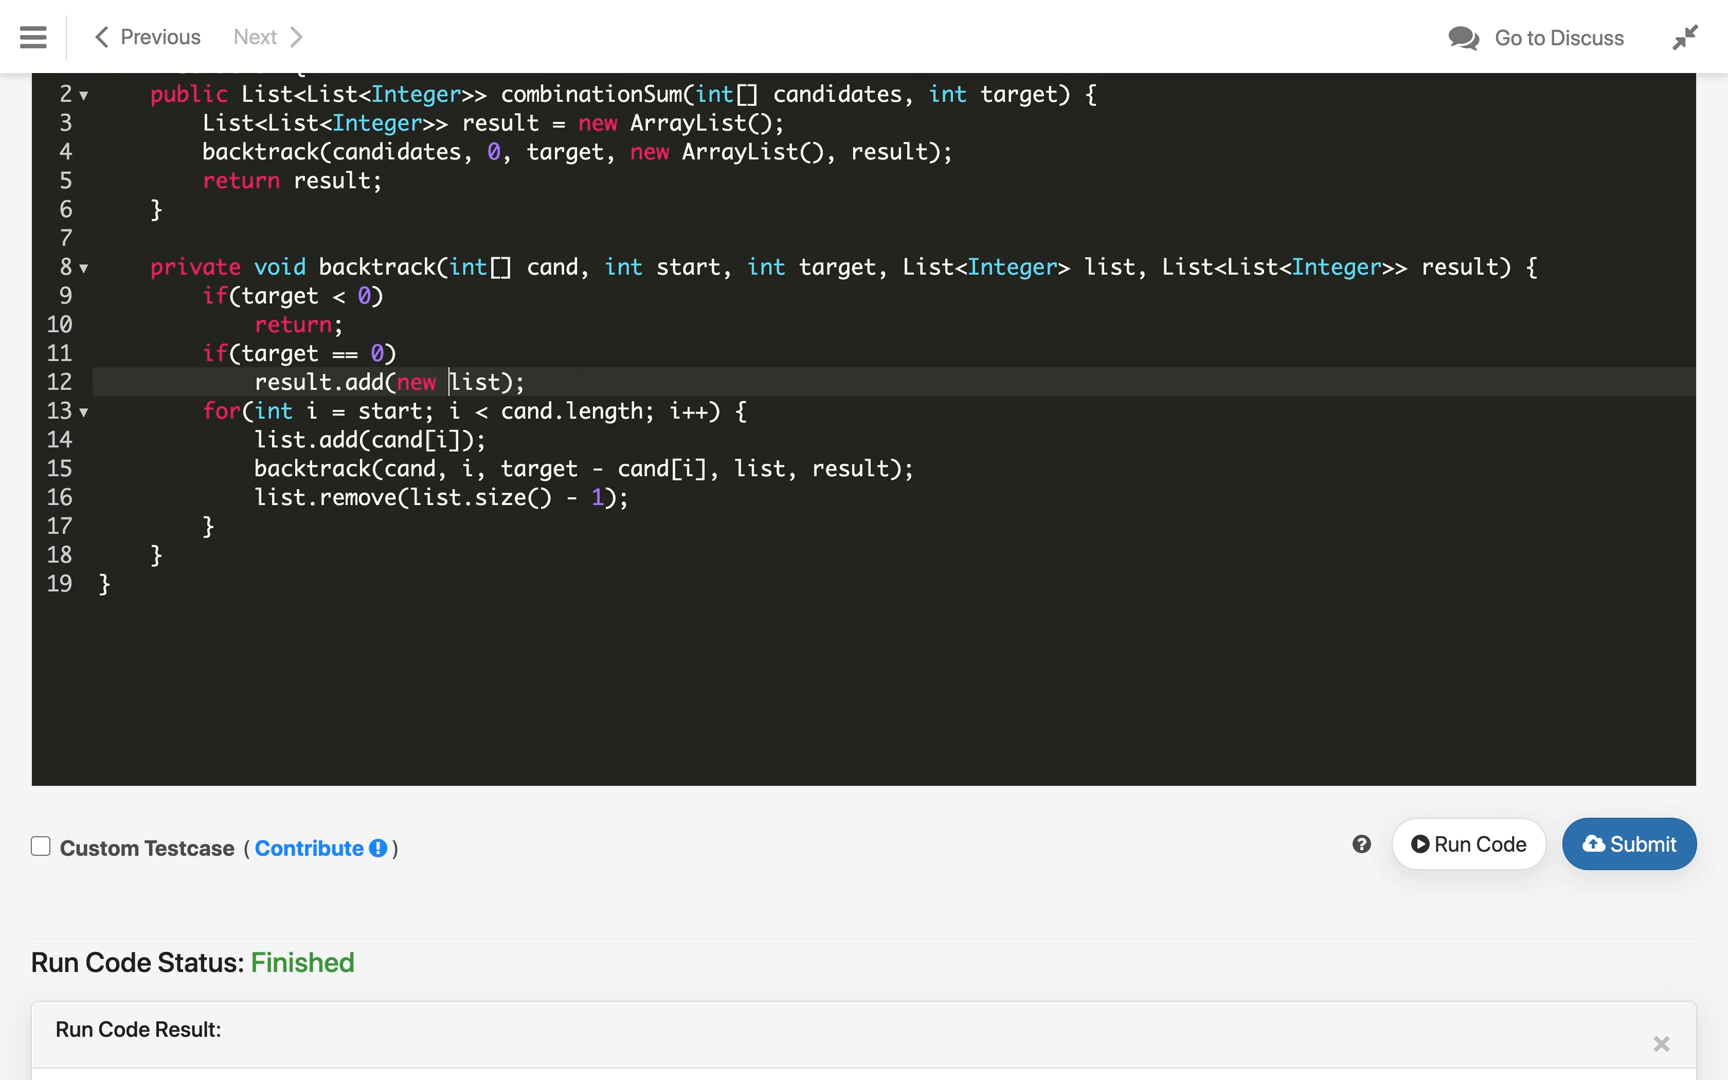 Previous Next Go to Discuss
2 public List<List<Integer>> combinationSum(int[] candidates, int target) {
3 List<List<Integer>> result = new ArrayList();
4 backtrack(candidates, 0, target, new ArrayList(), result);
5 return result;
6 }
7
8 private void backtrack(int[] cand, int start, int target, List<Integer> list, List<List<Integer>> result) {
9 if(target < 0)
10 return;
11 if(target == 0)
12 result.add(new list);
13 for(int i = start; i < cand.length; i++) {
14 list.add(cand[i]);
15 backtrack(cand, i, target - cand[i], list, result);
16 list.remove(list.size() - 1);
17 }
18 }
19 }
Custom Testcase ( Contribute ) Run Code Submit
Run Code Status: Finished
Run Code Result: